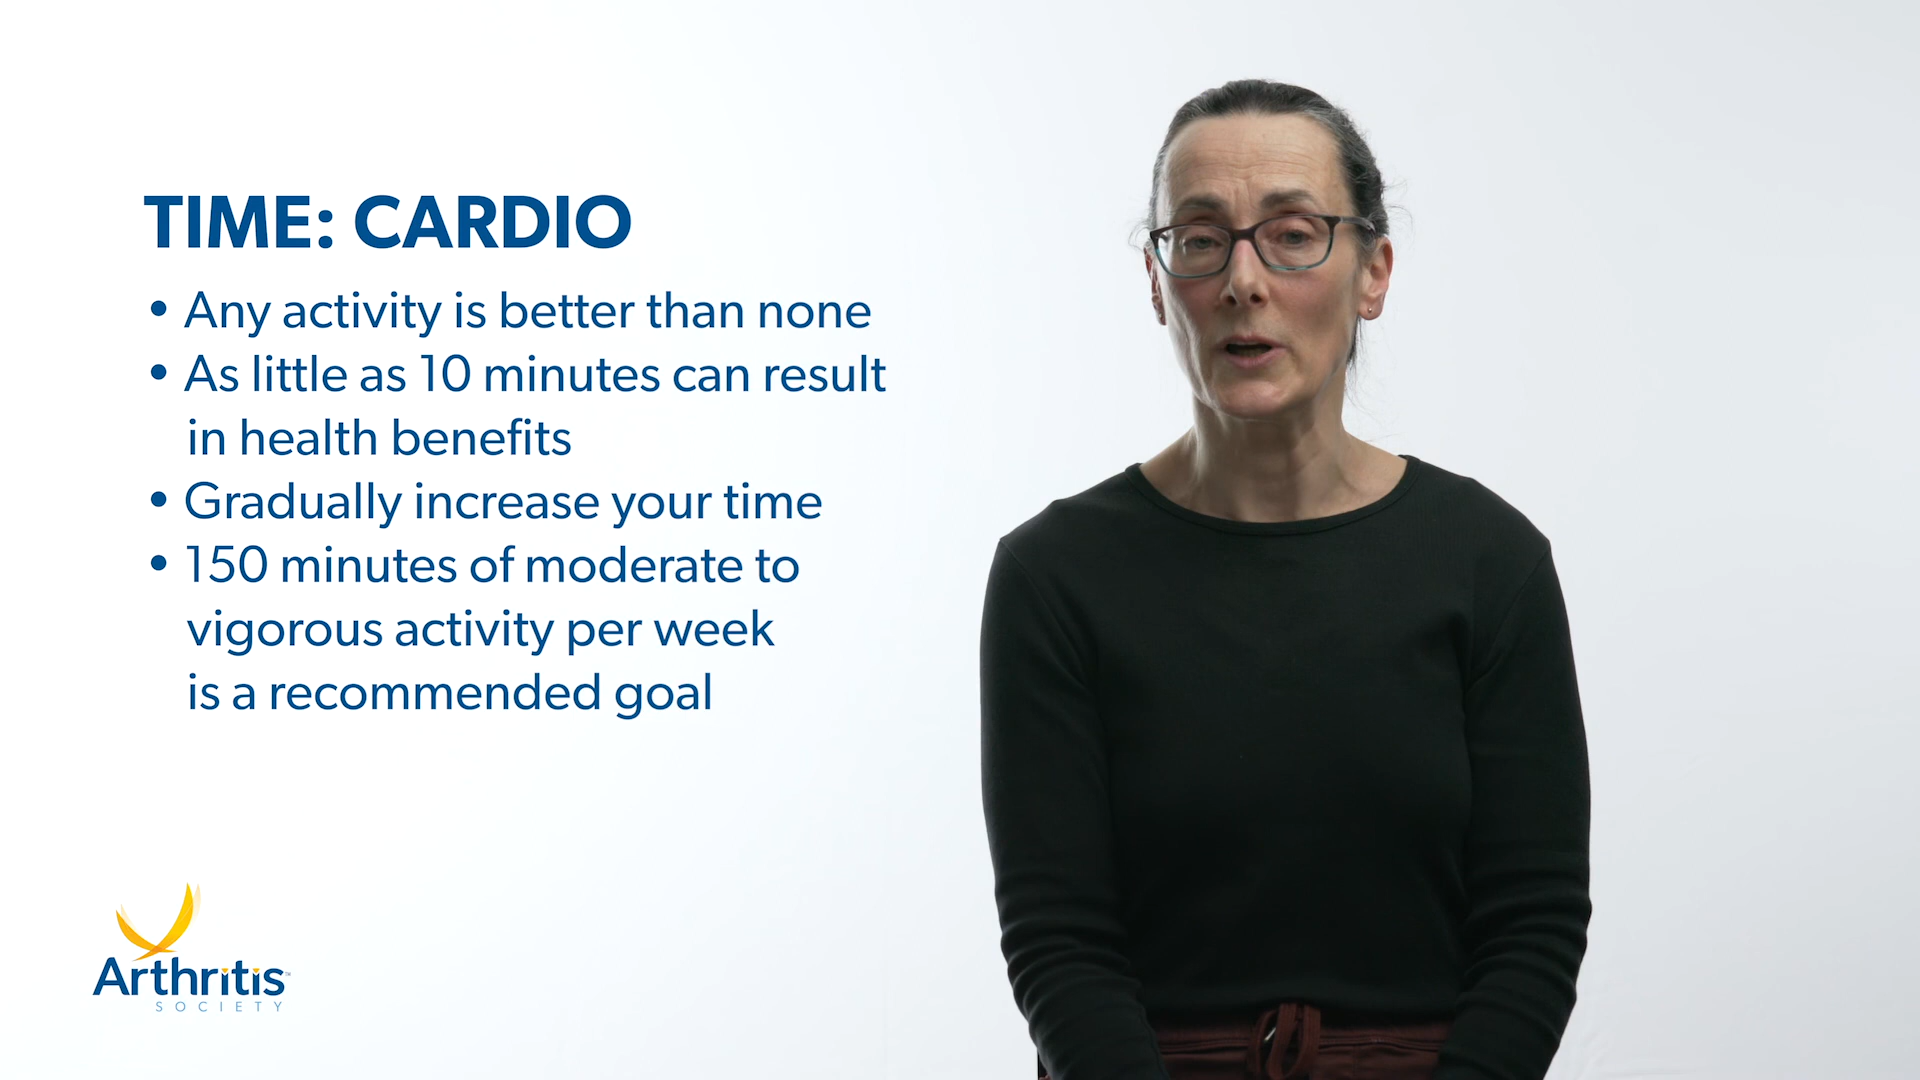 TIME: CARDIO
• Any activity is better than none
• As little as 10 minutes can result
in health benefits
• Gradually increase your time
• 150 minutes of moderate to
vigorous activity per week
is a recommended goal
Arthritis™
SOCIETY